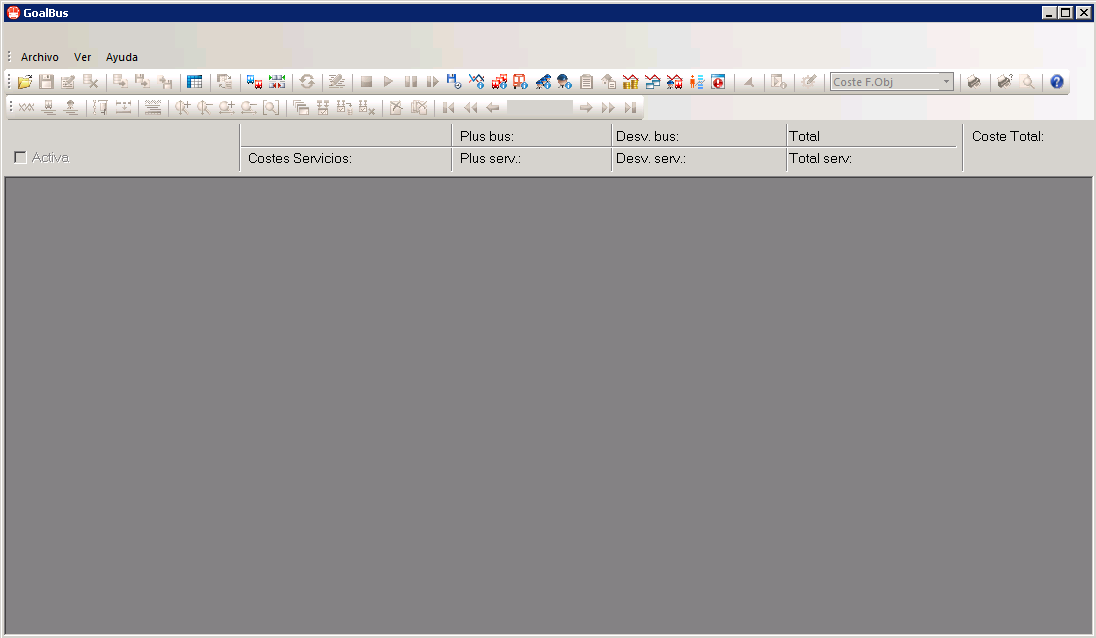 GoalBus
Archivo Ver Ayuda
Coste F.Obj
Activa
Plus bus: Desv. bus: Total Coste Total:
Costes Servicios: Plus serv.: Desv. serv.: Total serv: